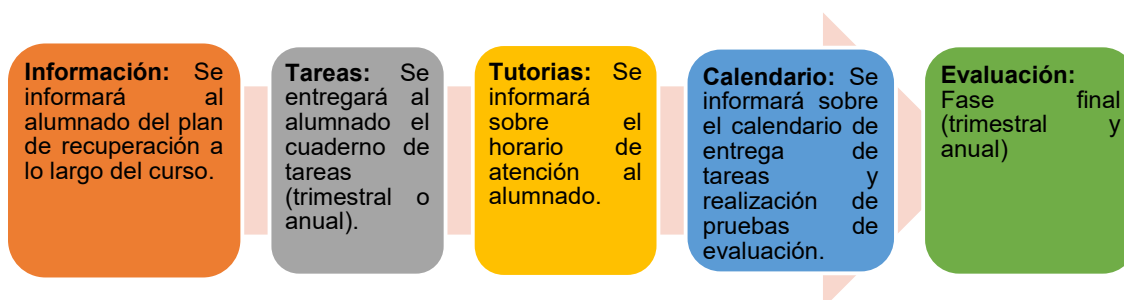 Información: Se
informará al
alumnado del plan
de recuperación a
lo largo del curso.
Tareas: Se
entregará al
alumnado el
cuaderno de
tareas
(trimestral o
anual).
Tutorias: Se
informará
sobre el
horario de
atención al
alumnado.
Calendario: Se
informará sobre
el calendario de
entrega de
tareas y
realización de
pruebas de
evaluación.
Evaluación:
Fase final
(trimestral y
anual)